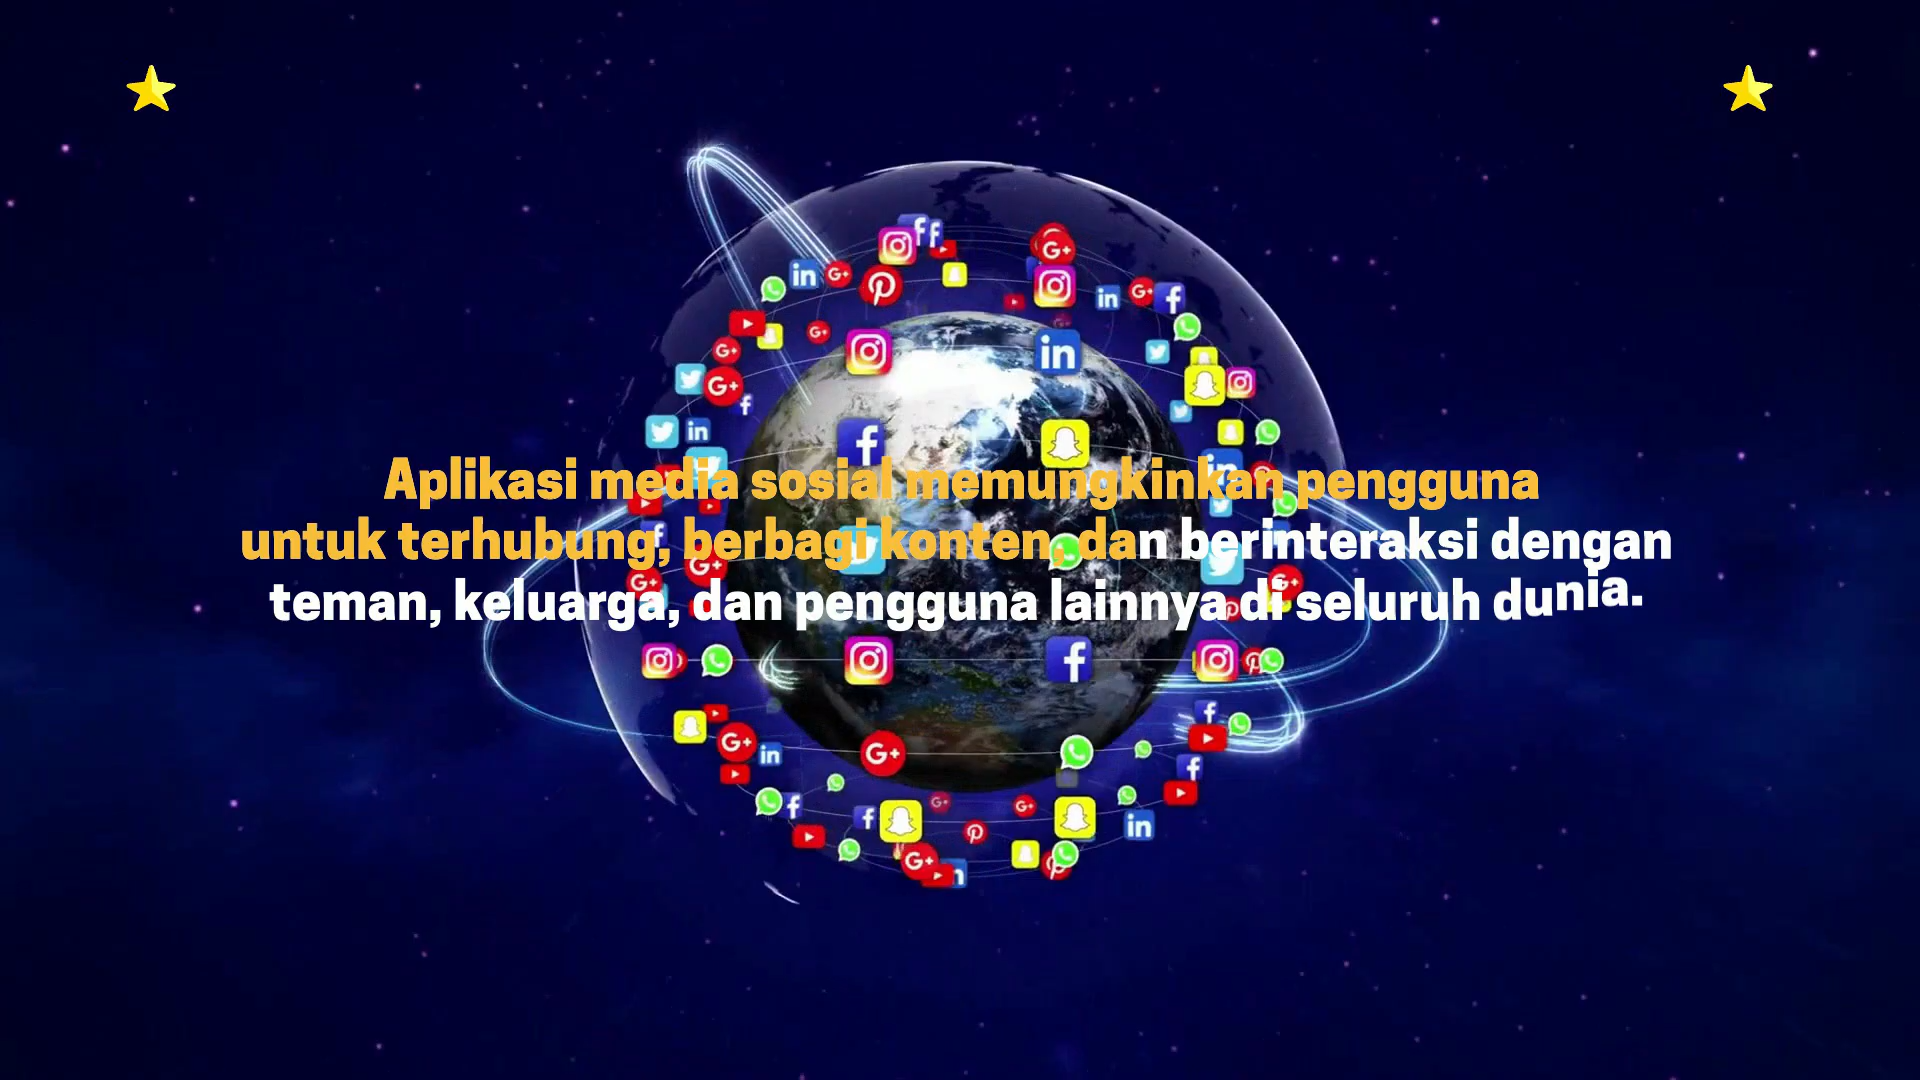 Aplikasi media sosial memungkinkan pengguna
untuk terhubung, berbagi konten, dan berinteraksi dengan
teman, keluarga, dan pengguna lainnya di seluruh dunia.